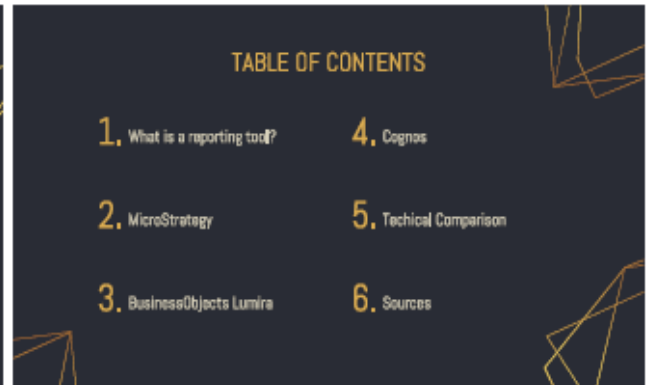 TABLE OF CONTENTS
1. What is a reporting tool?
2. MicroStrategy
3. BusinessObjects Lumira
4. Cognos
5. Techical Comparison
6. Sources